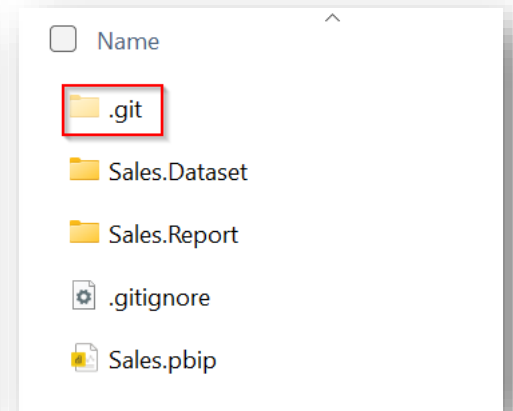 Name
.git
Sales.Dataset
Sales.Report
.gitignore
Sales.pbip